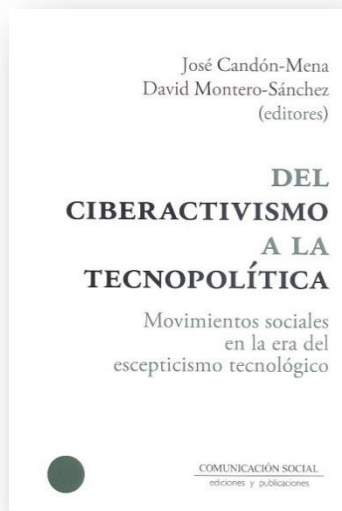 José Candón-Mena
David Montero-Sánchez
(editores)
DEL
CIBERACTIVISMO
A LA
TECNOPOLÍTICA
Movimientos sociales
en la era del
escepticismo tecnológico
COMUNICACIÓN SOCIAL
ediciones y publicaciones